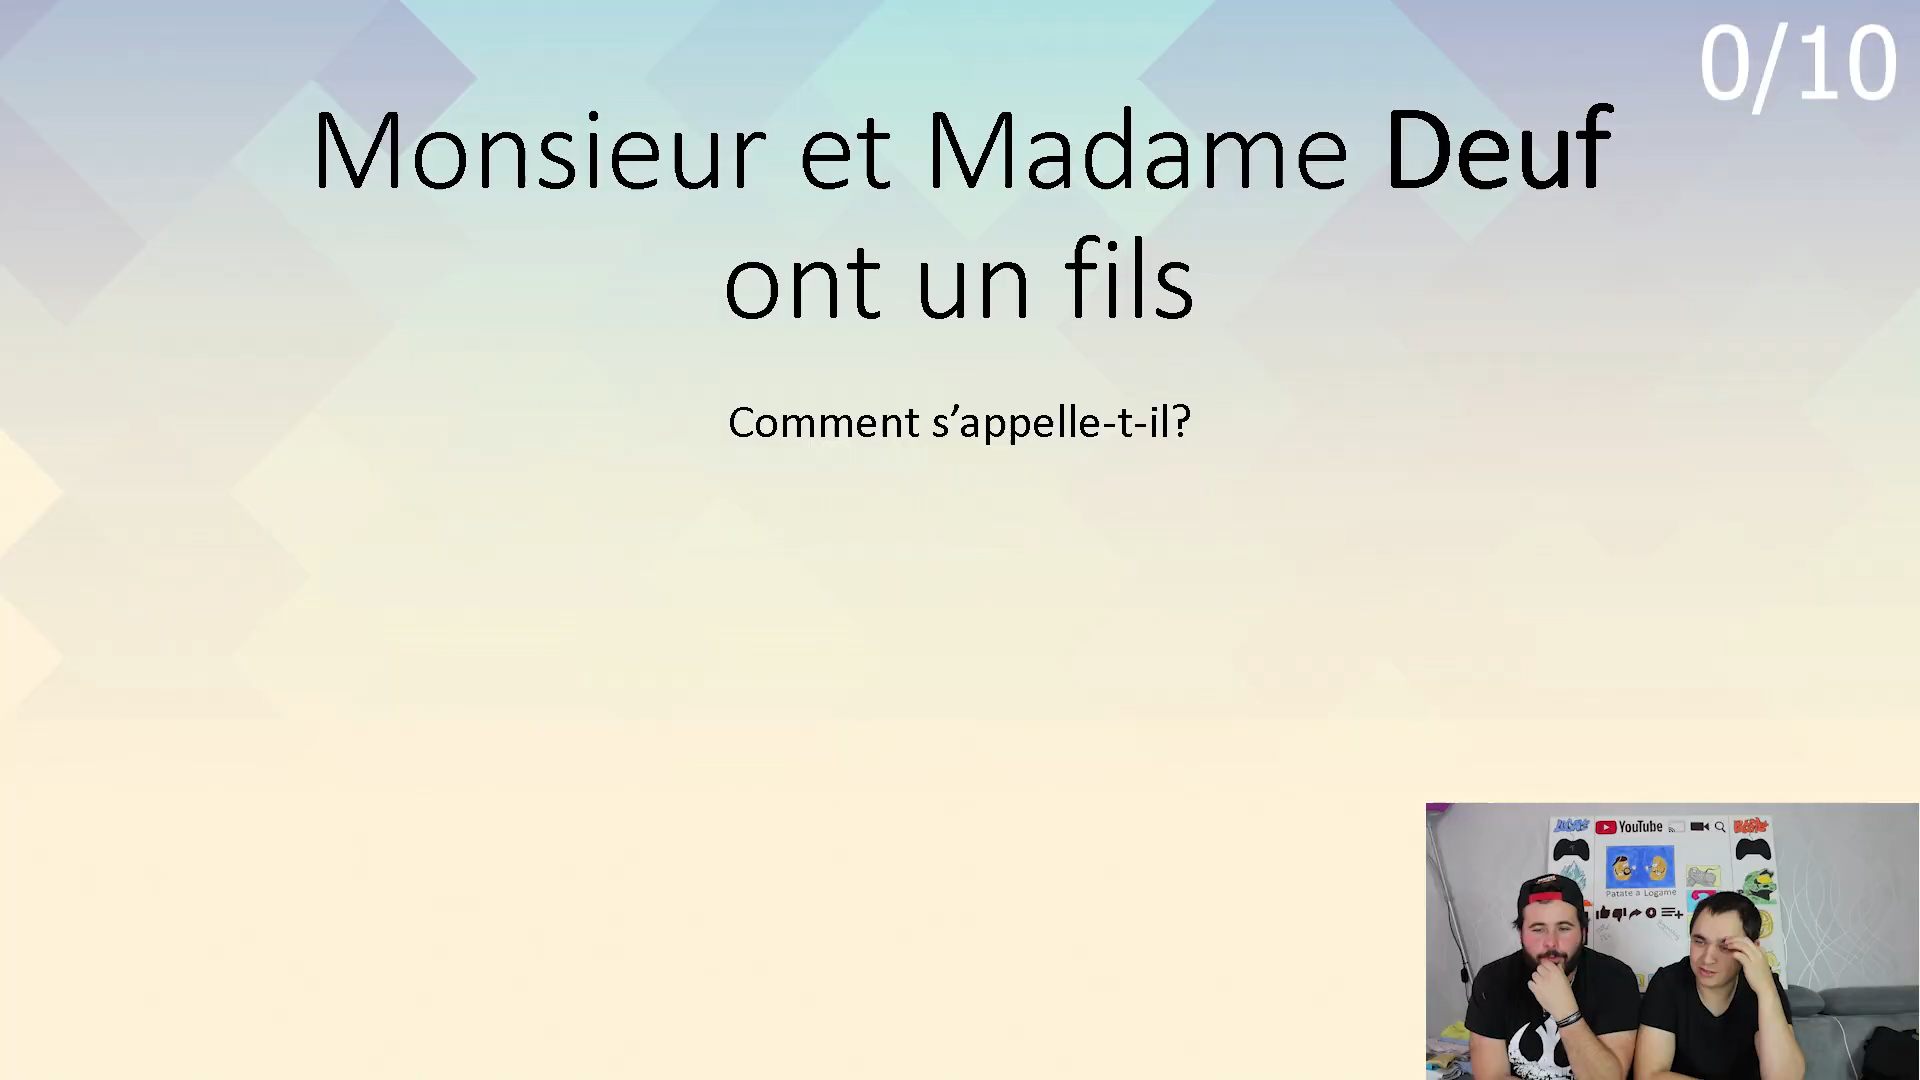 0/10
Monsieur et Madame Deuf
ont un fils
Comment s’appelle-t-il?
YouTube
Patate a Logame